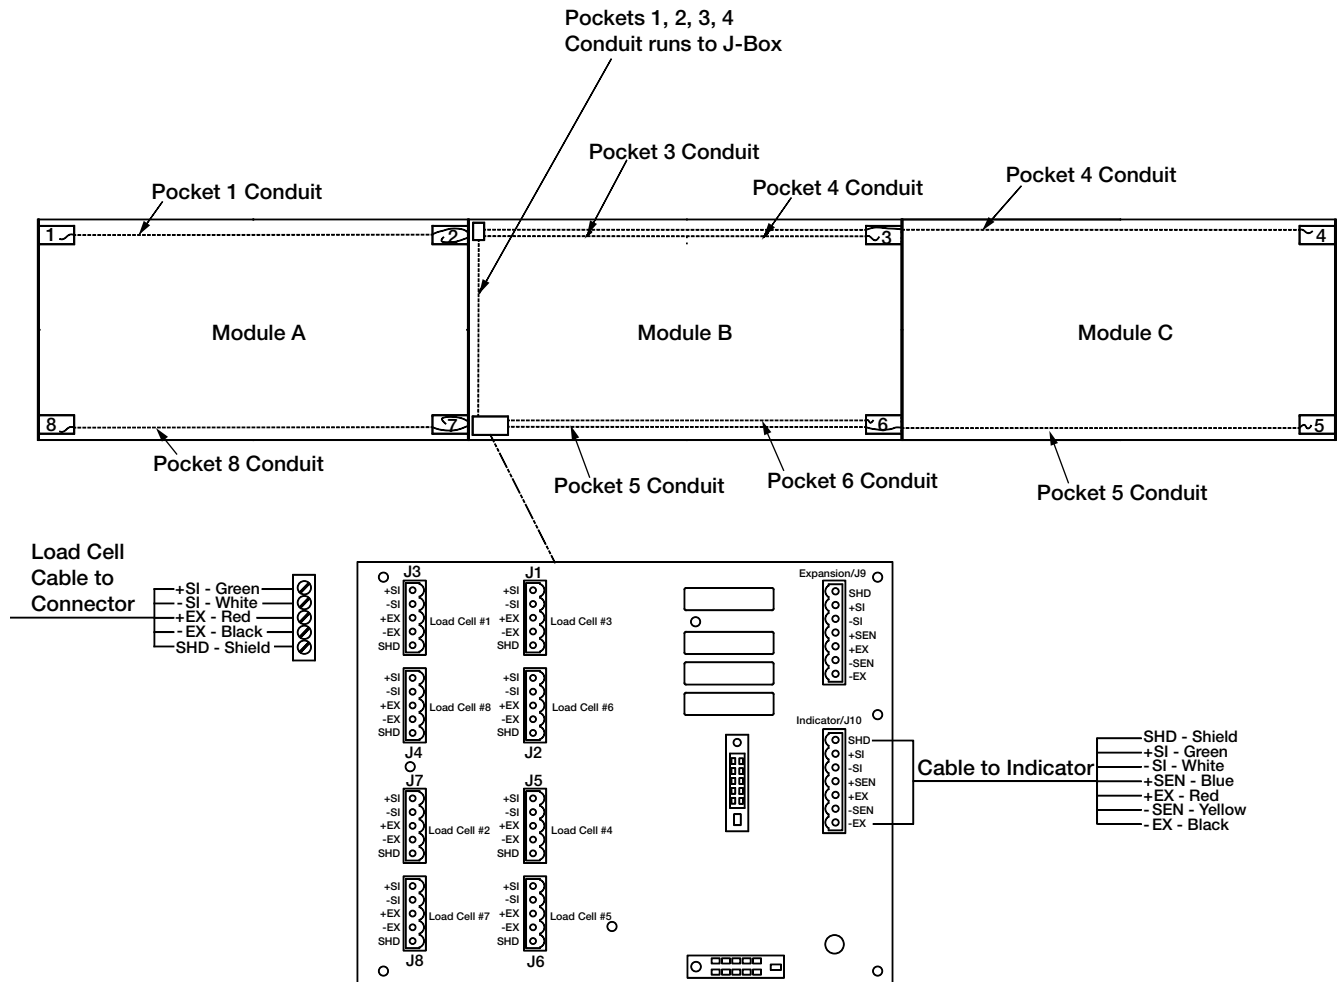 Pockets 1, 2, 3, 4
Conduit runs to J-Box
Pocket 3 Conduit
Pocket 1 Conduit
Pocket 4 Conduit
Pocket 4 Conduit
1
2
3
4
Module A
Module B
Module C
8
7
6
5
Pocket 8 Conduit
Pocket 5 Conduit
Pocket 6 Conduit
Pocket 5 Conduit
Load Cell
Cable to
Connector
+SI - Green
-SI - White
+EX - Red
-EX - Black
SHD - Shield
J3
+SI
-SI
+EX
-EX
SHD
Load Cell #1
J1
+SI
-SI
+EX
-EX
SHD
Load Cell #3
+SI
-SI
+EX
-EX
SHD
Load Cell #8
J4
+SI
-SI
+EX
-EX
SHD
Load Cell #6
J2
J7
+SI
-SI
+EX
-EX
SHD
Load Cell #2
J5
+SI
-SI
+EX
-EX
SHD
Load Cell #4
+SI
-SI
+EX
-EX
SHD
Load Cell #7
J8
+SI
-SI
+EX
-EX
SHD
Load Cell #5
J6
Expansion/J9
SHD
+SI
-SI
+SEN
+EX
-SEN
-EX
Indicator/J10
SHD
+SI
-SI
+SEN
+EX
-SEN
-EX
Cable to Indicator
SHD - Shield
+SI - Green
-SI - White
+SEN - Blue
+EX - Red
-SEN - Yellow
-EX - Black